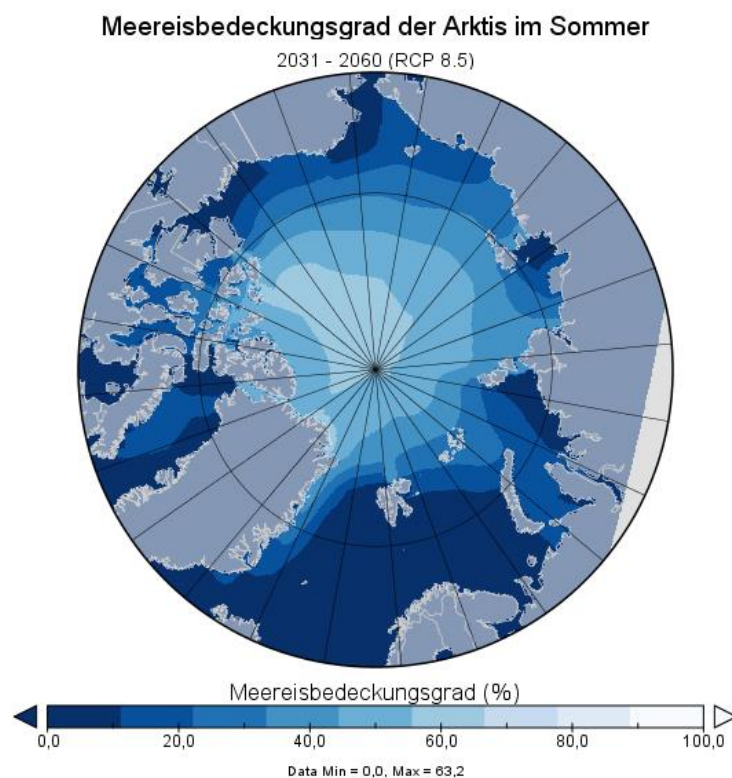 Meereisbedeckungsgrad der Arktis im Sommer
2031 - 2060 (RCP 8.5)
Meereisbedeckungsgrad (%)
0,0 20,0 40,0 60,0 80,0 100,0
Data Min = 0,0, Max = 63,2